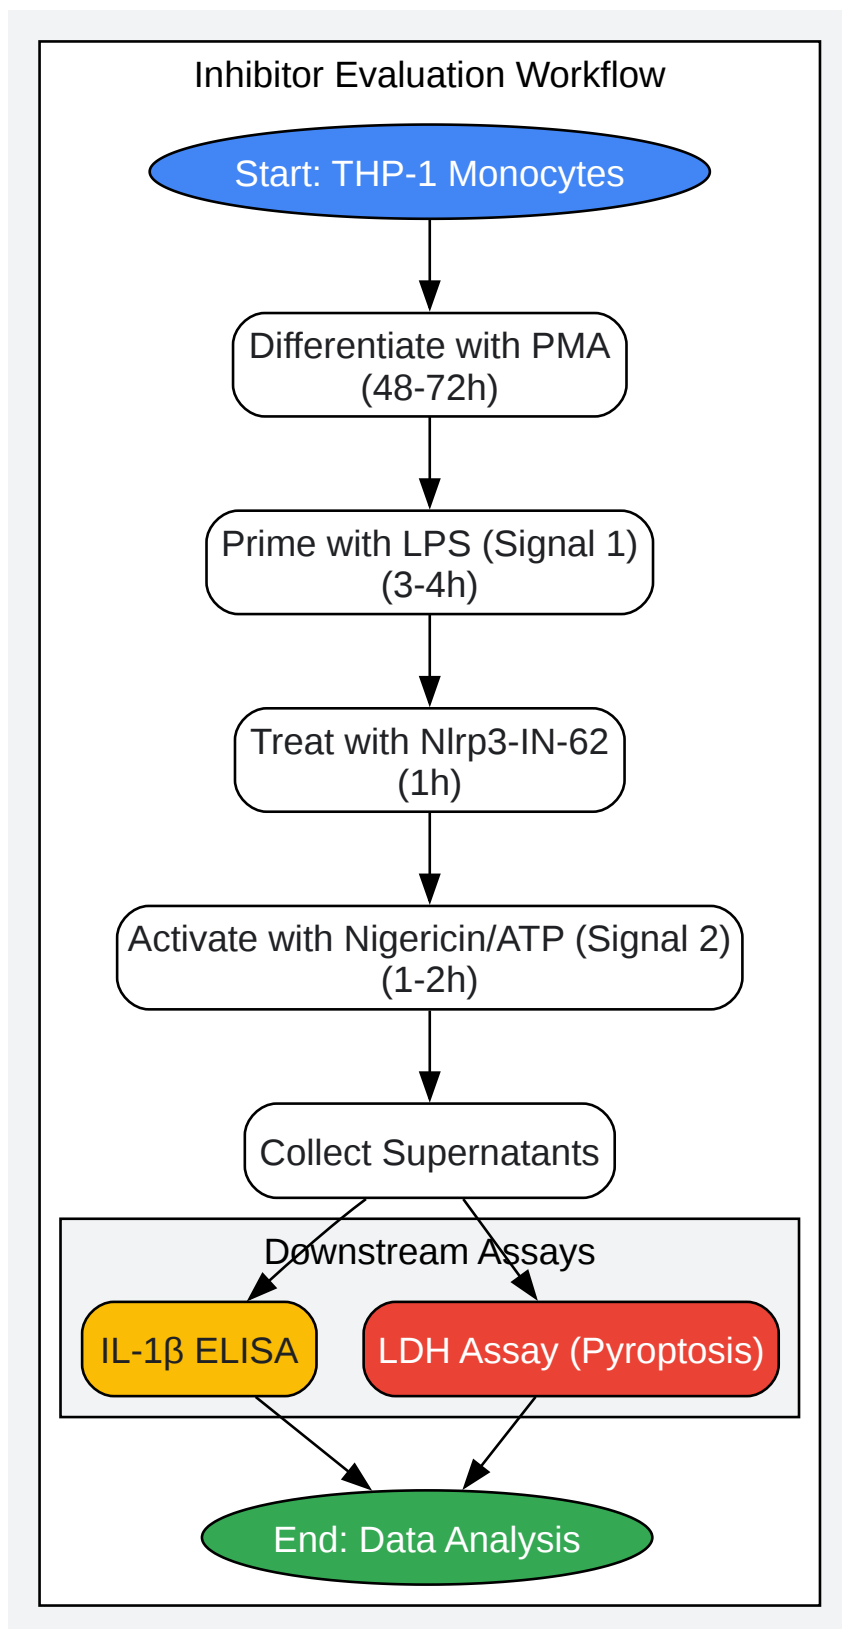 Inhibitor Evaluation Workflow
Start: THP-1 Monocytes
Differentiate with PMA
(48-72h)
Prime with LPS (Signal 1)
(3-4h)
Treat with Nlrp3-IN-62
(1h)
Activate with Nigericin/ATP (Signal 2)
(1-2h)
Collect Supernatants
Downstream Assays
IL-1β ELISA
LDH Assay (Pyroptosis)
End: Data Analysis